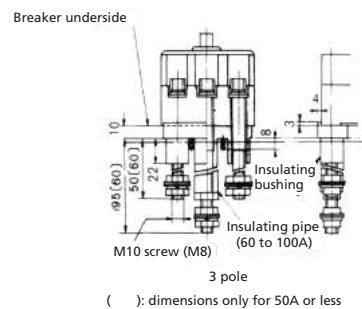 Breaker underside
4
10
3
8
22
50[60]
195[60]
Insulating
bushing
Insulating pipe
(60 to 100A)
M10 screw (M8)
3 pole
( ): dimensions only for 50A or less